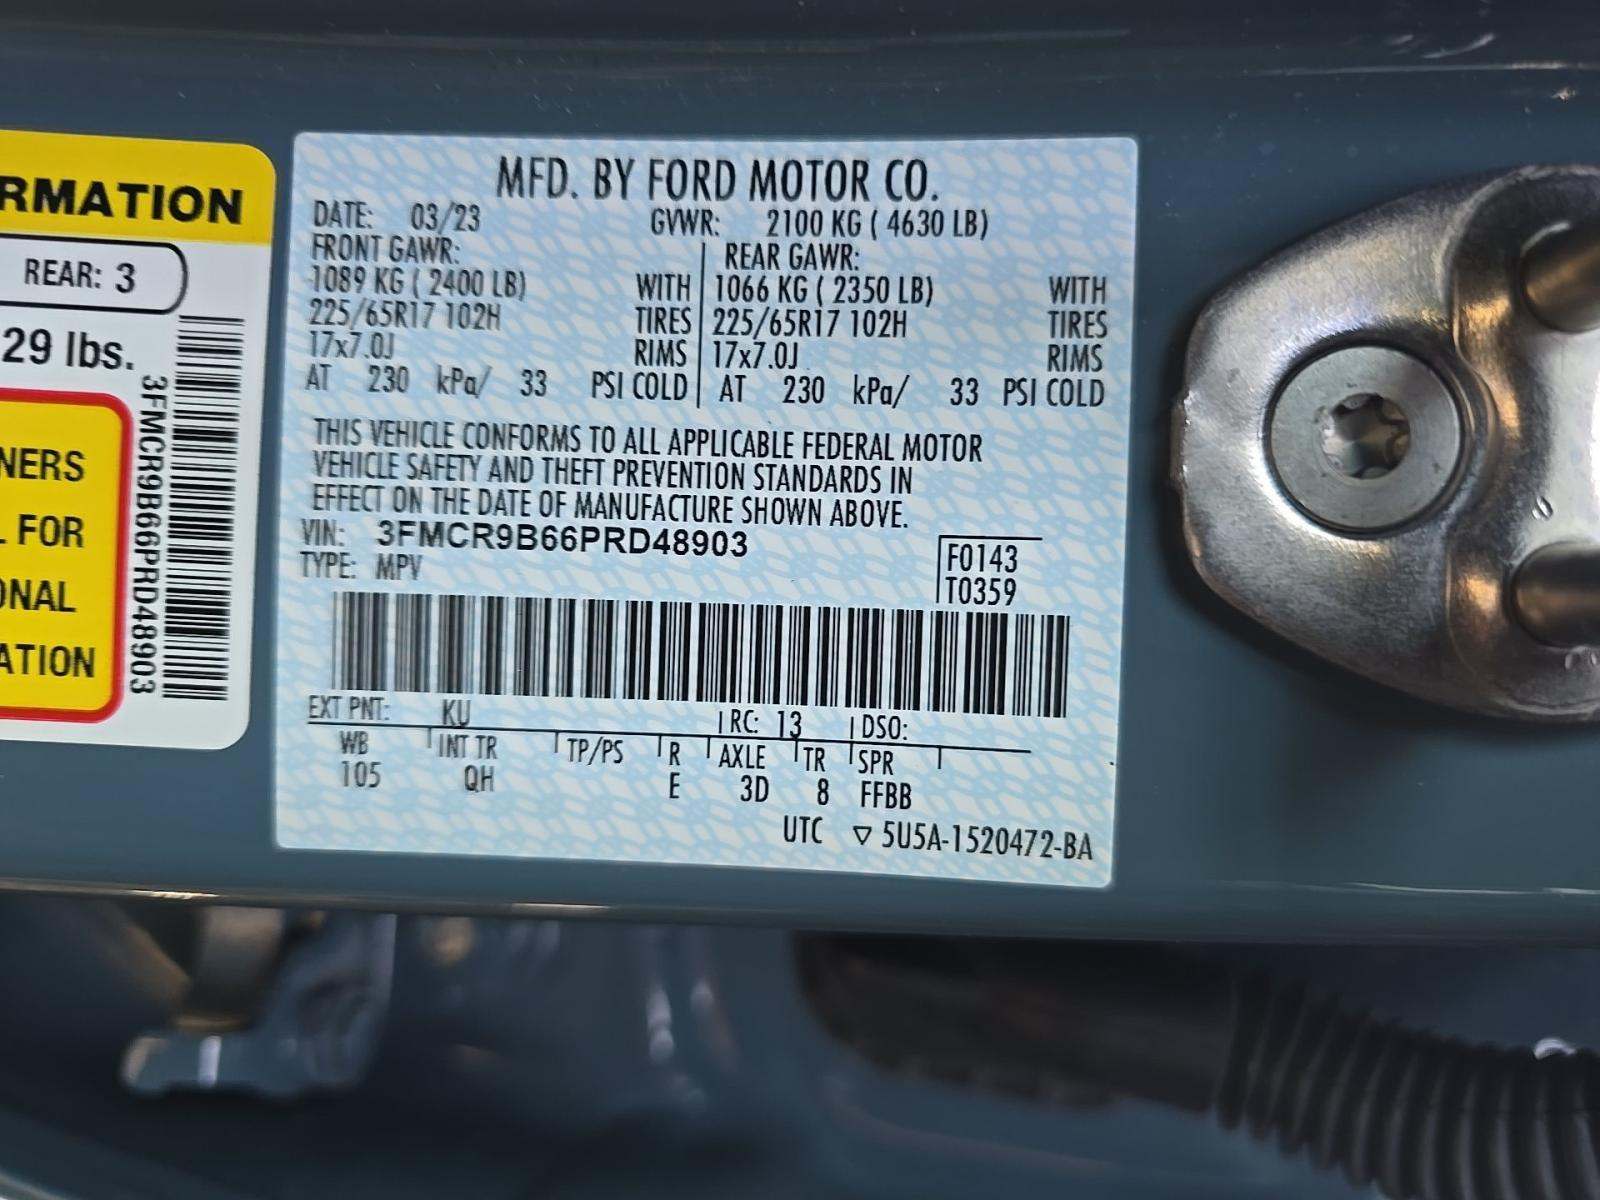 RMATION
REAR: 3
29 lbs.
NERS
L FOR
ONAL
ATION
3FMCR9B66PRD48903
MFD. BY FORD MOTOR CO.
DATE: 03/23 GVWR: 2100 KG ( 4630 LB)
FRONT GAWR: REAR GAWR:
1089 KG ( 2400 LB) WITH 1066 KG ( 2350 LB) WITH
225/65R17 102H TIRES 225/65R17 102H TIRES
17x7.0J RIMS 17x7.0J RIMS
AT 230 kPa/ 33 PSI COLD AT 230 kPa/ 33 PSI COLD
THIS VEHICLE CONFORMS TO ALL APPLICABLE FEDERAL MOTOR
VEHICLE SAFETY AND THEFT PREVENTION STANDARDS IN
EFFECT ON THE DATE OF MANUFACTURE SHOWN ABOVE.
VIN: 3FMCR9B66PRD48903
TYPE: MPV
F0143
T0359
EXT PNT: KU RC: 13 DSO:
WB INT TR TP/PS R AXLE TR SPR
105 QH E 3D 8 FFBB
UTC ▽ 5U5A-1520472-BA